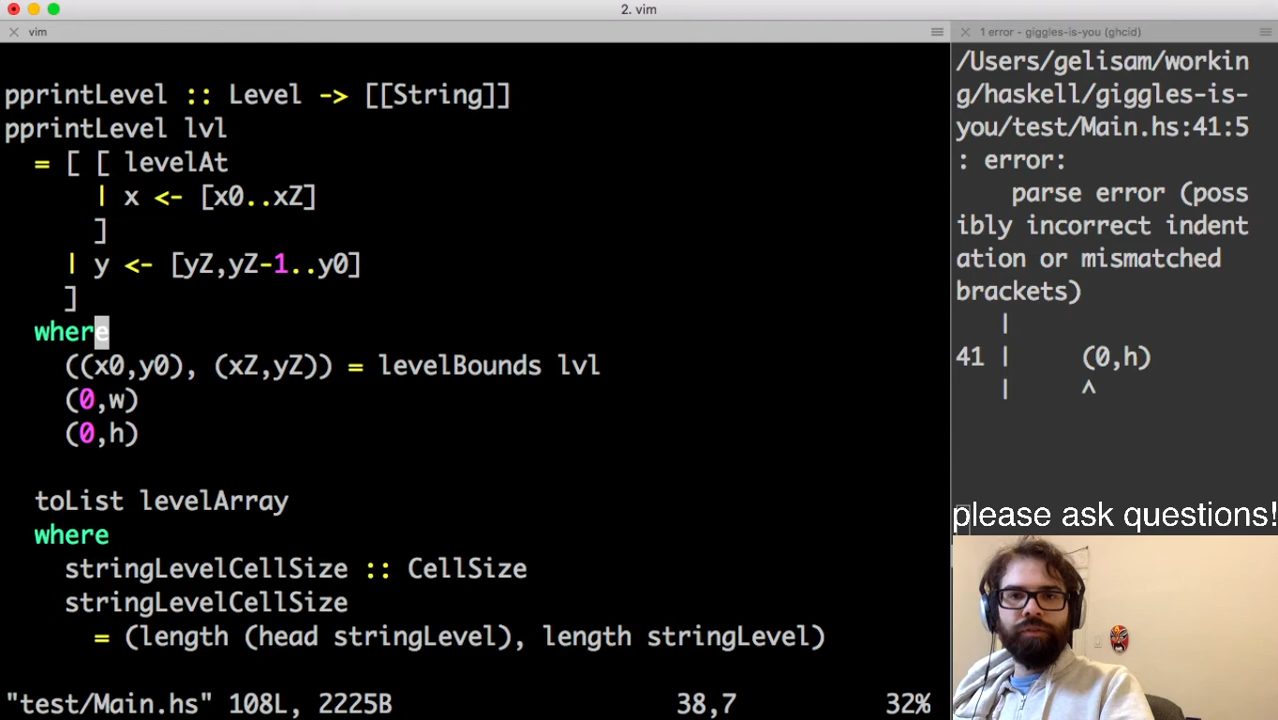 2. vim
vim
1 error - giggles-is-you (ghcid)
pprintLevel :: Level -> [[String]]
pprintLevel lvl
= [ [ levelAt
| x <- [x0..xZ]
]
| y <- [yZ,yZ-1..y0]
]
where
((x0,y0), (xZ,yZ)) = levelBounds lvl
(0,w)
(0,h)
toList levelArray
where
stringLevelCellSize :: CellSize
stringLevelCellSize
= (length (head stringLevel), length stringLevel)
"test/Main.hs" 108L, 2225B
38,7
32%
/Users/gelisam/workin
g/haskell/giggles-is-
you/test/Main.hs:41:5
: error:
parse error (poss
ibly incorrect indent
ation or mismatched
brackets)
|
41 | (0,h)
| ^
please ask questions!